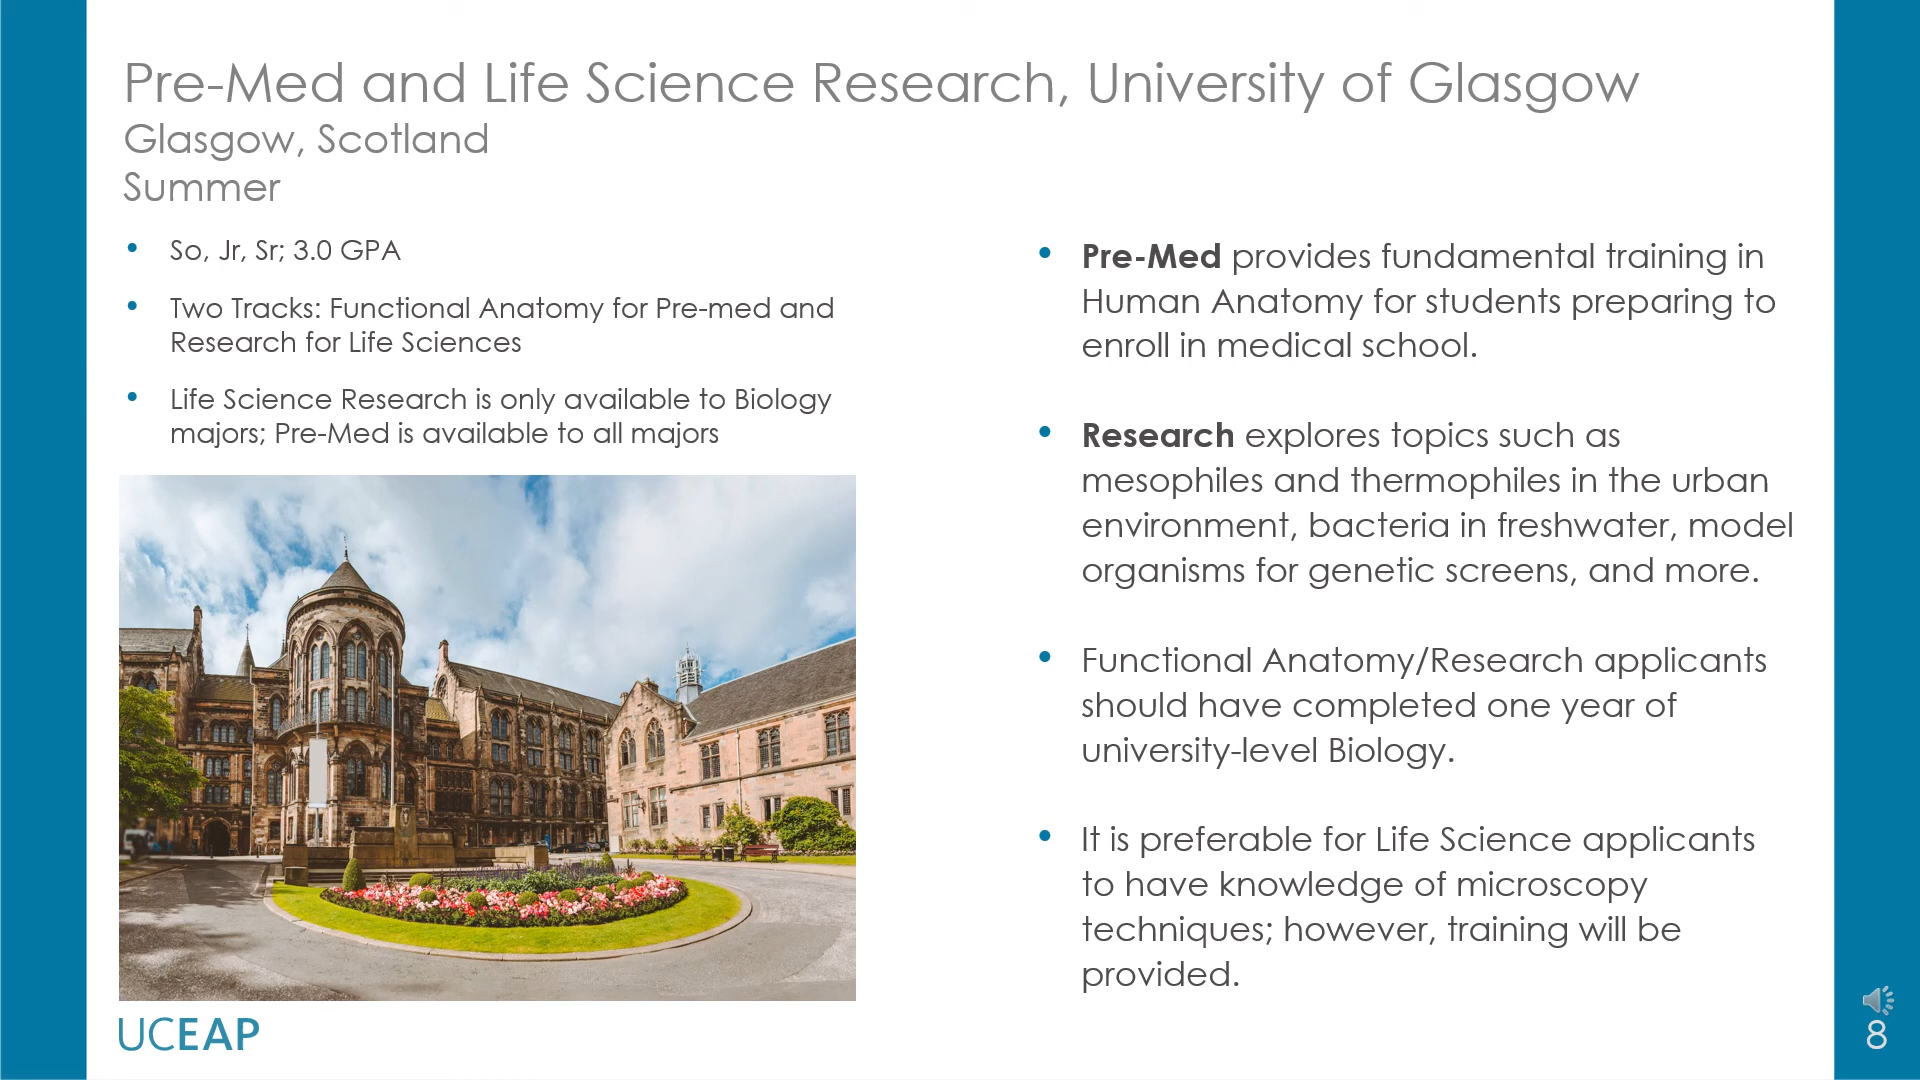 Pre-Med and Life Science Research, University of Glasgow
Glasgow, Scotland
Summer
• So, Jr, Sr; 3.0 GPA
• Two Tracks: Functional Anatomy for Pre-med and
Research for Life Sciences
• Life Science Research is only available to Biology
majors; Pre-Med is available to all majors
• Pre-Med provides fundamental training in
Human Anatomy for students preparing to
enroll in medical school.
• Research explores topics such as
mesophiles and thermophiles in the urban
environment, bacteria in freshwater, model
organisms for genetic screens, and more.
• Functional Anatomy/Research applicants
should have completed one year of
university-level Biology.
• It is preferable for Life Science applicants
to have knowledge of microscopy
techniques; however, training will be
provided.
UCEAP
8